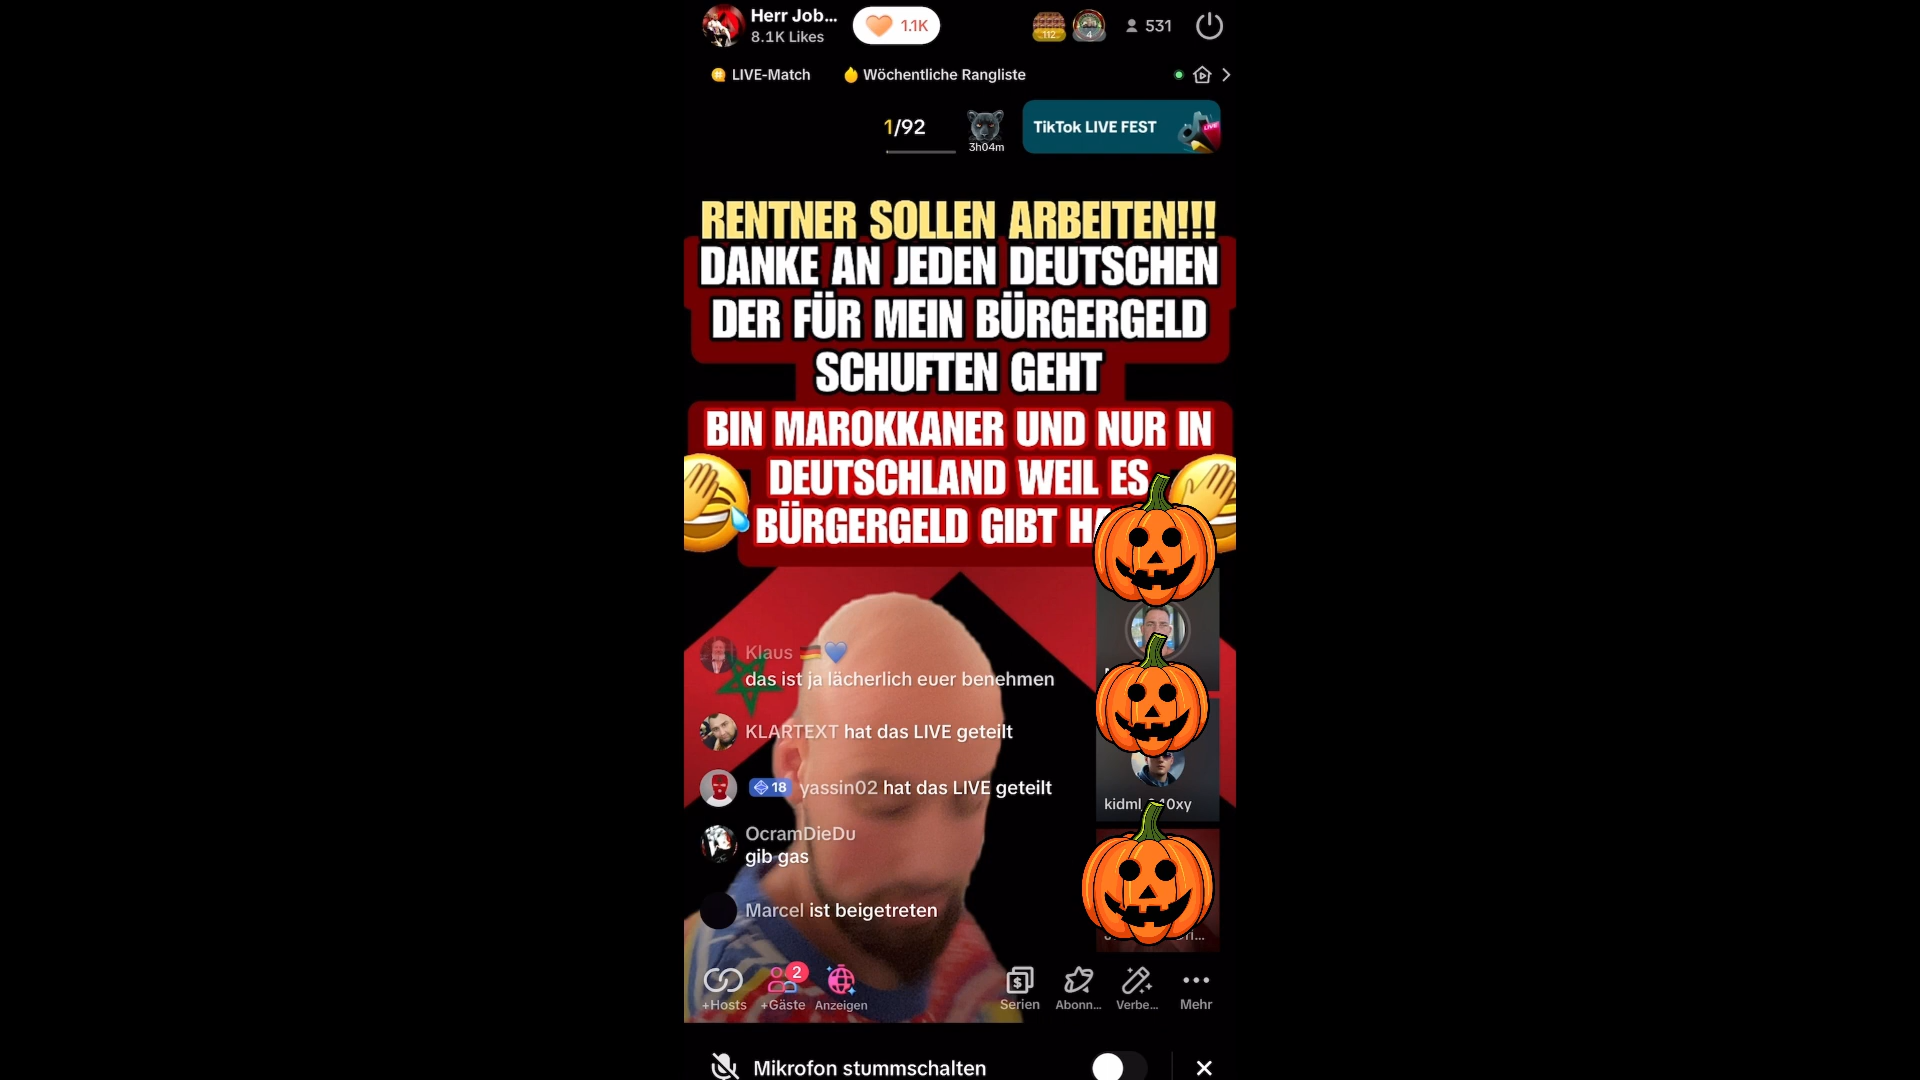 Herr Job...
8.1K Likes
1.1K
112
4
531
LIVE-Match
Wöchentliche Rangliste
1/92
3h04m
TikTok LIVE FEST
LIVE
RENTNER SOLLEN ARBEITEN!!!
DANKE AN JEDEN DEUTSCHEN
DER FÜR MEIN BÜRGERGELD
SCHUFTEN GEHT
BIN MAROKKANER UND NUR IN
DEUTSCHLAND WEIL ES
BÜRGERGELD GIBT
Klaus
das ist ja lächerlich euer benehmen
KLARTEXT hat das LIVE geteilt
18 yassin02 hat das LIVE geteilt
OcramDieDu
gib gas
Marcel ist beigetreten
2
+Hosts
+Gäste
Anzeigen
Serien
Abonn...
Verbe...
Mehr
Mikrofon stummschalten